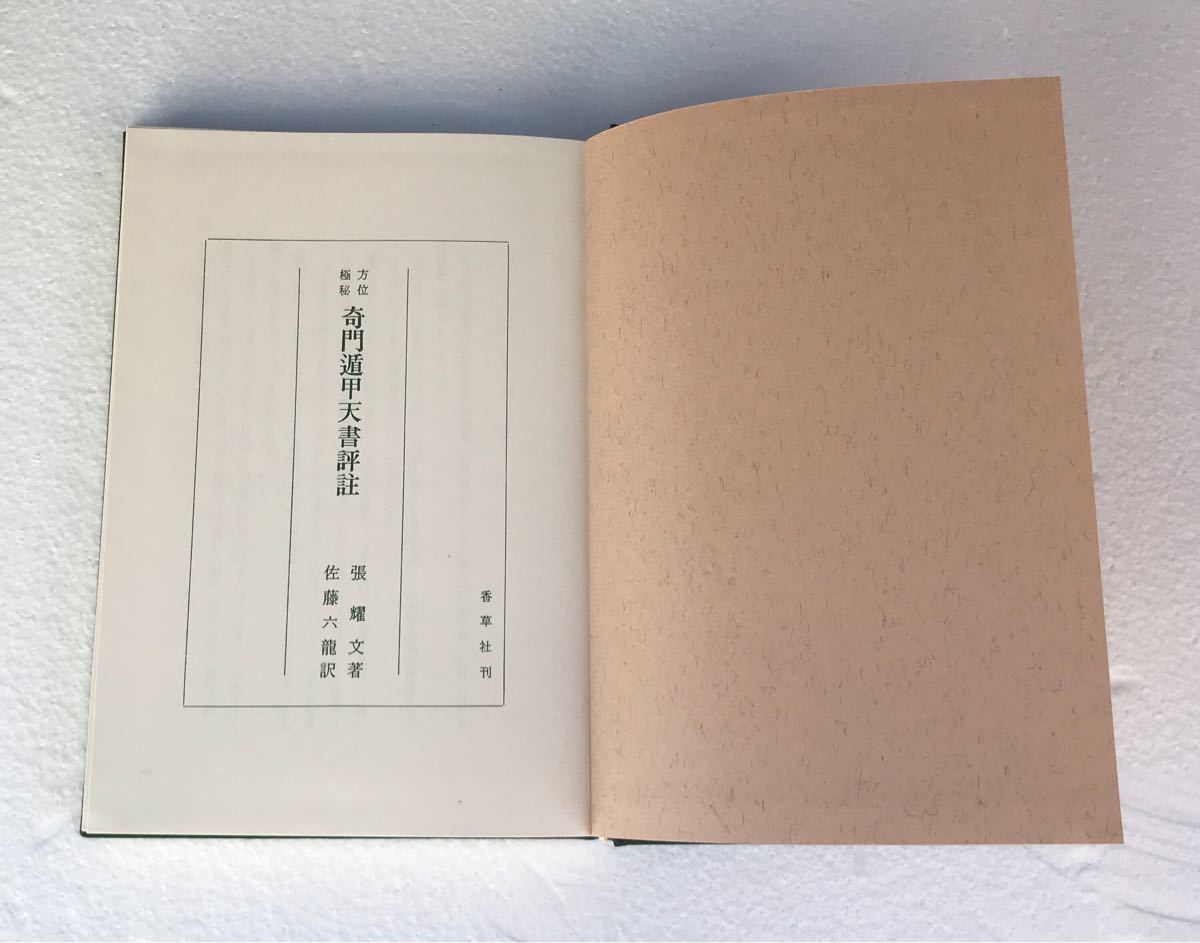 香草社刊
方位
極秘
奇門遁甲天書評註
張耀文著
佐藤六龍訳